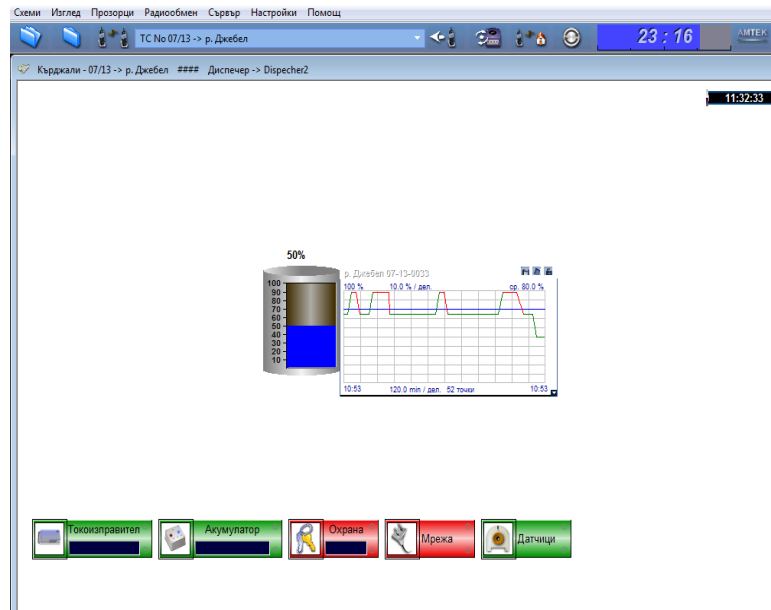 Схеми Изглед Прозорци Радиообмен Сървър Настройки Помощ
TC No 07/13 -> р. Джебел
23 : 16
AMTEK
Кърджали - 07/13 -> р. Джебел #### Диспечер -> Dispecher2
11:32:33
50%
100
90
80
70
60
50
40
30
20
10
р. Джебел 07-13-0033
100 % 10.0 % / дел. ср. 80.0 %
10:53 120.0 min / дел. 52 точки 10:53
Токоизправител
Акумулатор
Охрана
Мрежа
Датчици